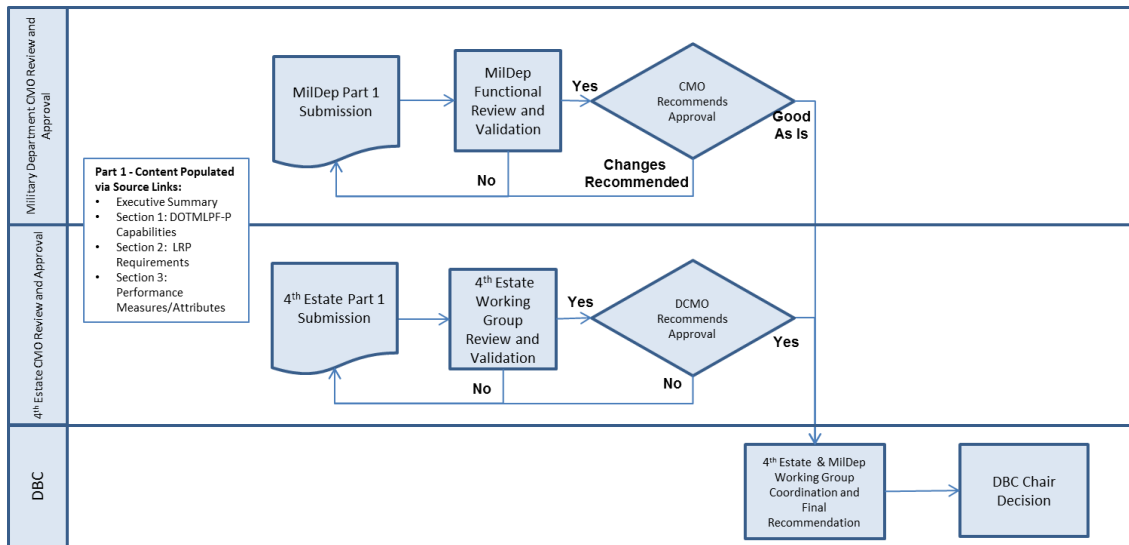 Military Department CMO Review and
Approval
MilDep Part 1
Submission
MilDep
Functional
Review and
Validation
Yes
CMO
Recommends
Approval
Good
As Is
No
Changes
Recommended
Part 1 - Content Populated
via Source Links:
• Executive Summary
• Section 1: DOTMLPF-P
Capabilities
• Section 2: LRP
Requirements
• Section 3:
Performance
Measures/Attributes
4th Estate CMO Review and Approval
4th Estate Part 1
Submission
4th Estate
Working
Group
Review and
Validation
Yes
DCMO
Recommends
Approval
Yes
No
No
DBC
4th Estate & MilDep
Working Group
Coordination and
Final
Recommendation
DBC Chair
Decision